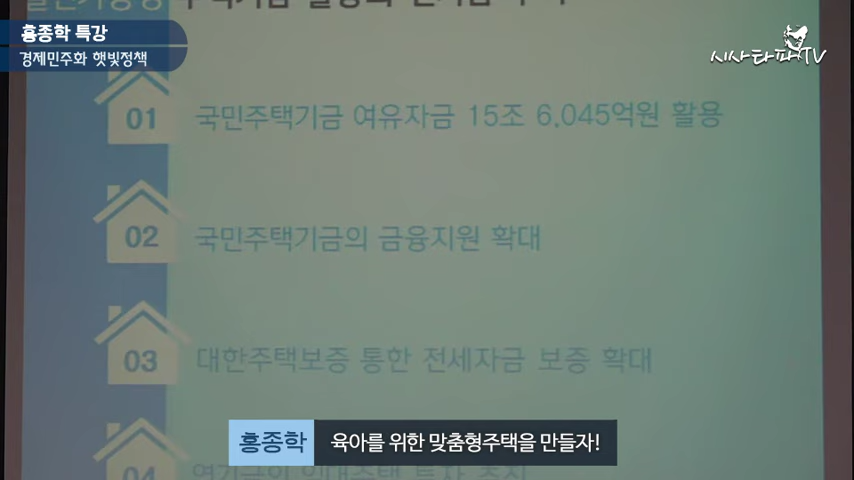 홍종학 특강
경제민주화 햇빛정책
시사타파TV
01 국민주택기금 여유자금 15조 6,045억원 활용
02 국민주택기금의 금융지원 확대
03 대한주택보증 통한 전세자금 보증 확대
04
홍종학 육아를 위한 맞춤형주택을 만들자!